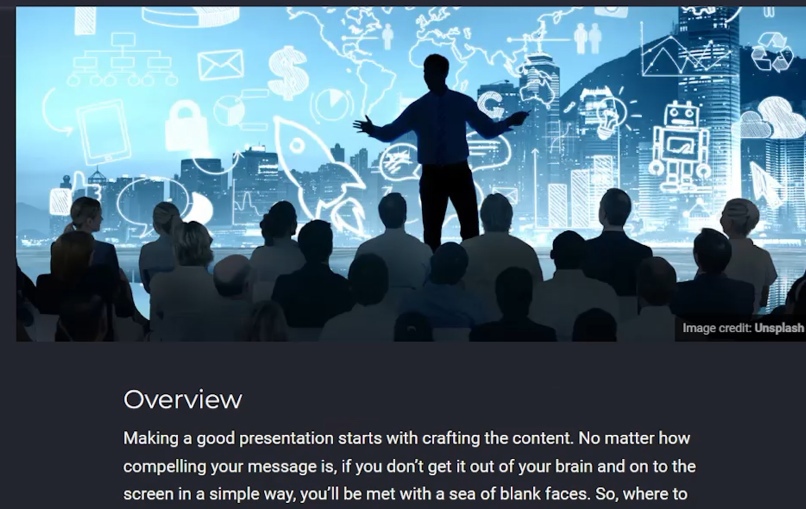 Image credit: Unsplash
Overview
Making a good presentation starts with crafting the content. No matter how
compelling your message is, if you don't get it out of your brain and on to the
screen in a simple way, you'll be met with a sea of blank faces. So, where to